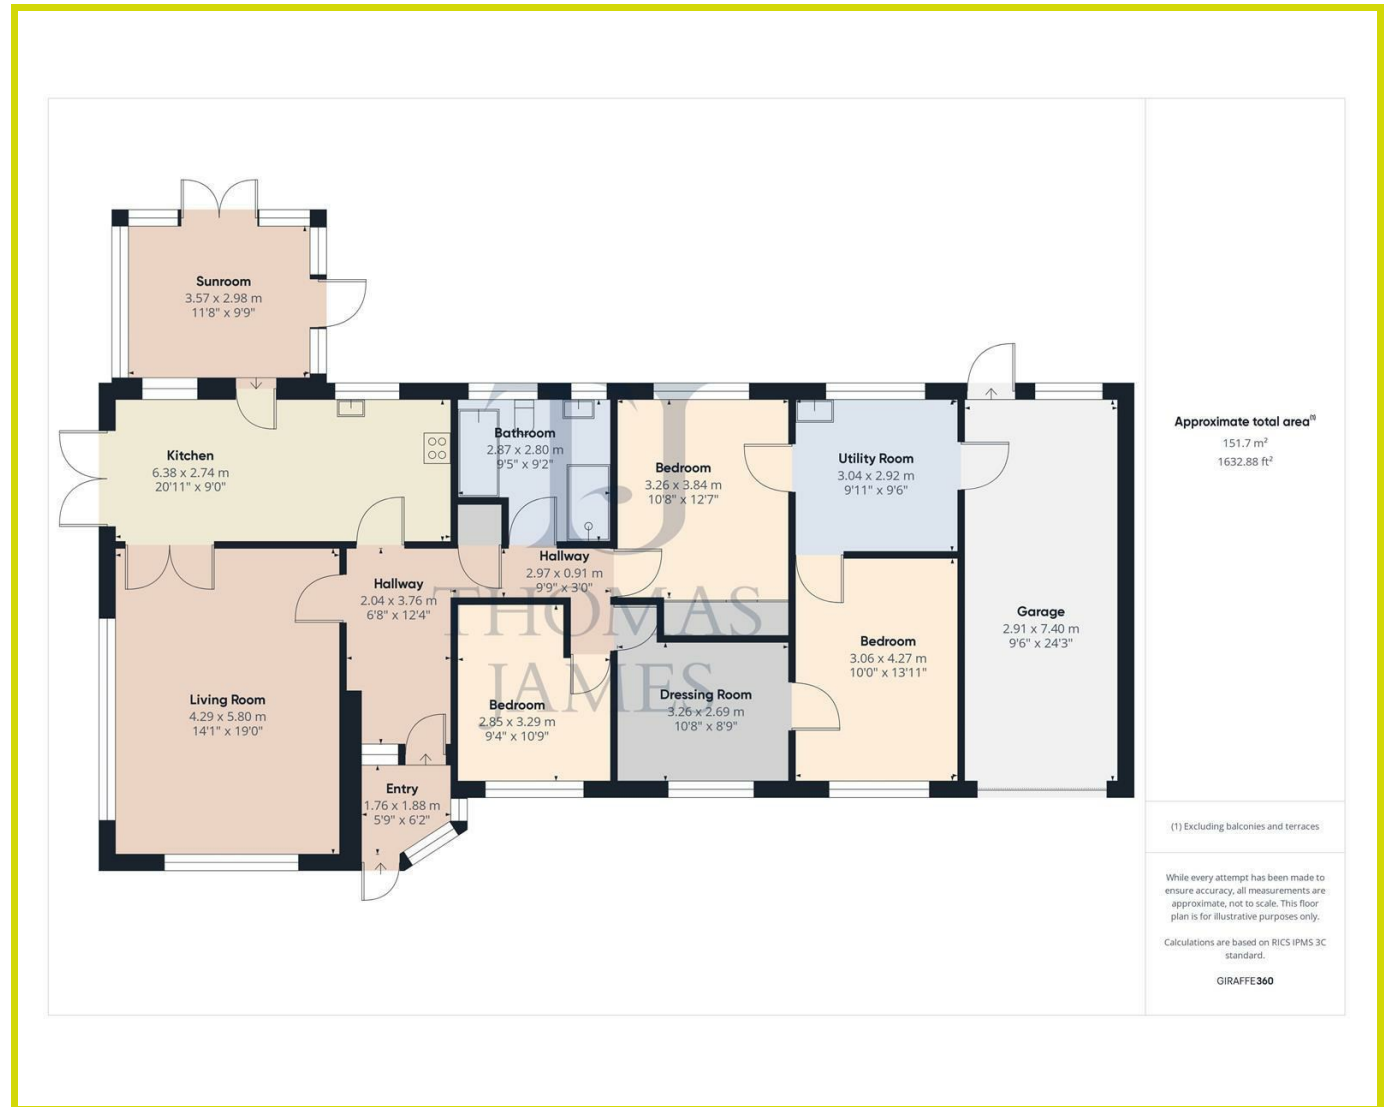 Sunroom
3.57 x 2.98 m
11'8" x 9'9"
Kitchen
6.38 x 2.74 m
20'11" x 9'0"
Bathroom
2.87 x 2.80 m
9'5" x 9'2"
Bedroom
3.26 x 3.84 m
10'8" x 12'7"
Utility Room
3.04 x 2.92 m
9'11" x 9'6"
Hallway
2.97 x 0.91 m
9'9" x 3'0"
Hallway
2.04 x 3.76 m
6'8" x 12'4"
Garage
2.91 x 7.40 m
9'6" x 24'3"
Bedroom
3.06 x 4.27 m
10'0" x 13'11"
Living Room
4.29 x 5.80 m
14'1" x 19'0"
Bedroom
2.85 x 3.29 m
9'4" x 10'9"
Dressing Room
3.26 x 2.69 m
10'8" x 8'9"
Entry
1.76 x 1.88 m
5'9" x 6'2"
TJ
THOMAS
JAMES
Approximate total area(1)
151.7 m²
1632.88 ft²
(1) Excluding balconies and terraces
While every attempt has been made to
ensure accuracy, all measurements are
approximate, not to scale. This floor
plan is for illustrative purposes only.
Calculations are based on RICS IPMS 3C
standard.
GIRAFFE360